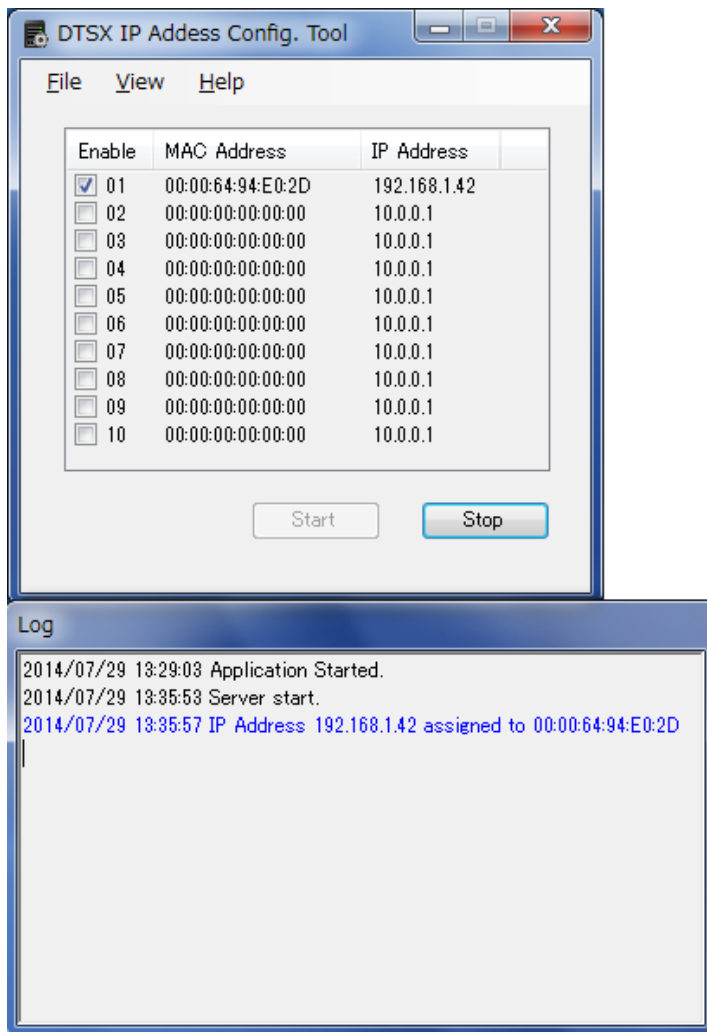 DTSX IP Addess Config. Tool
File View Help
Enable MAC Address IP Address
01 00:00:64:94:E0:2D 192.168.1.42
02 00:00:00:00:00:00 10.0.0.1
03 00:00:00:00:00:00 10.0.0.1
04 00:00:00:00:00:00 10.0.0.1
05 00:00:00:00:00:00 10.0.0.1
06 00:00:00:00:00:00 10.0.0.1
07 00:00:00:00:00:00 10.0.0.1
08 00:00:00:00:00:00 10.0.0.1
09 00:00:00:00:00:00 10.0.0.1
10 00:00:00:00:00:00 10.0.0.1
Start Stop
Log
2014/07/29 13:29:03 Application Started.
2014/07/29 13:35:53 Server start.
2014/07/29 13:35:57 IP Address 192.168.1.42 assigned to 00:00:64:94:E0:2D